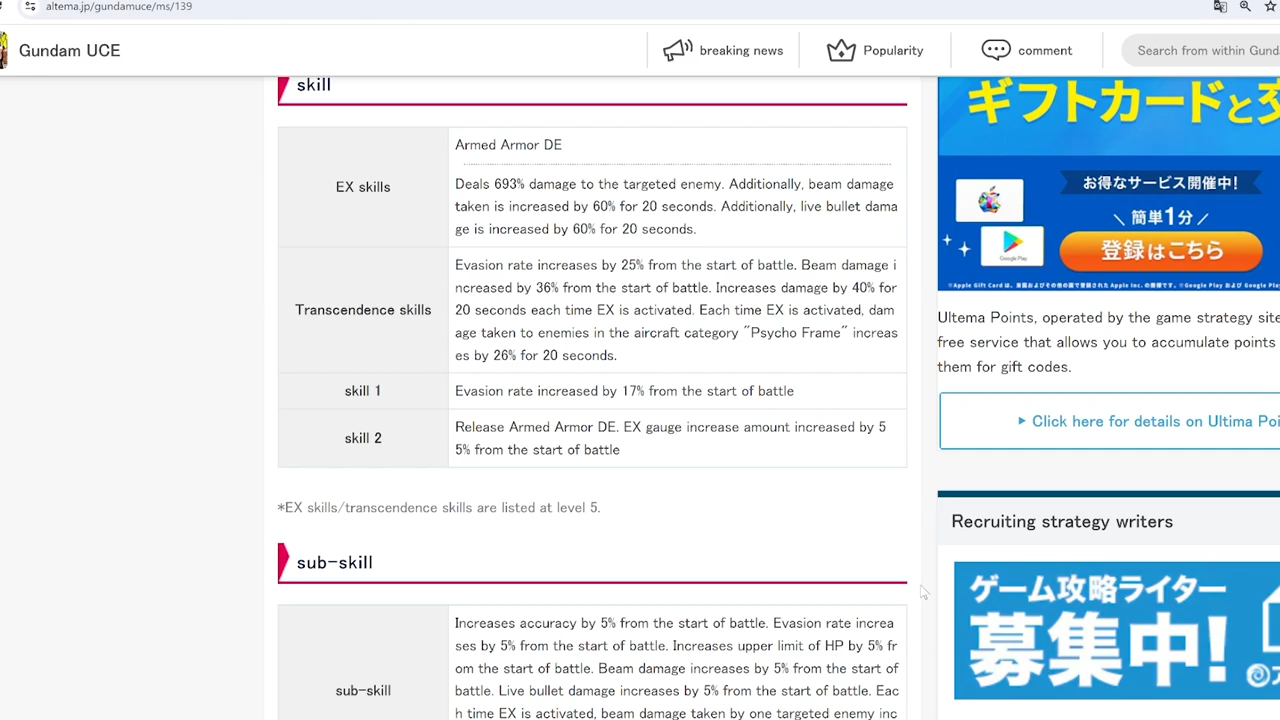 altema.jp/gundamuce/ms/139
Gundam UCE
breaking news
Popularity
comment
Search from within Gund
skill
EX skills
Armed Armor DE
Deals 693% damage to the targeted enemy. Additionally, beam damage
taken is increased by 60% for 20 seconds. Additionally, live bullet dama
ge is increased by 60% for 20 seconds.
Transcendence skills
Evasion rate increases by 25% from the start of battle. Beam damage i
ncreased by 36% from the start of battle. Increases damage by 40% for
20 seconds each time EX is activated. Each time EX is activated, dam
age taken to enemies in the aircraft category "Psycho Frame" increas
es by 26% for 20 seconds.
skill 1
Evasion rate increased by 17% from the start of battle
skill 2
Release Armed Armor DE. EX gauge increase amount increased by 5
5% from the start of battle
*EX skills/transcendence skills are listed at level 5.
sub-skill
sub-skill
Increases accuracy by 5% from the start of battle. Evasion rate increa
ses by 5% from the start of battle. Increases upper limit of HP by 5% fr
om the start of battle. Beam damage increases by 5% from the start of
battle. Live bullet damage increases by 5% from the start of battle. Eac
h time EX is activated, beam damage taken by one targeted enemy inc
ギフトカードと交
お得なサービス開催中!
\ 簡単1分 /
Google Play
登録はこちら
Ultema Points, operated by the game strategy site
free service that allows you to accumulate points
them for gift codes.
Click here for details on Ultima Poi
Recruiting strategy writers
ゲーム攻略ライター
募集中!